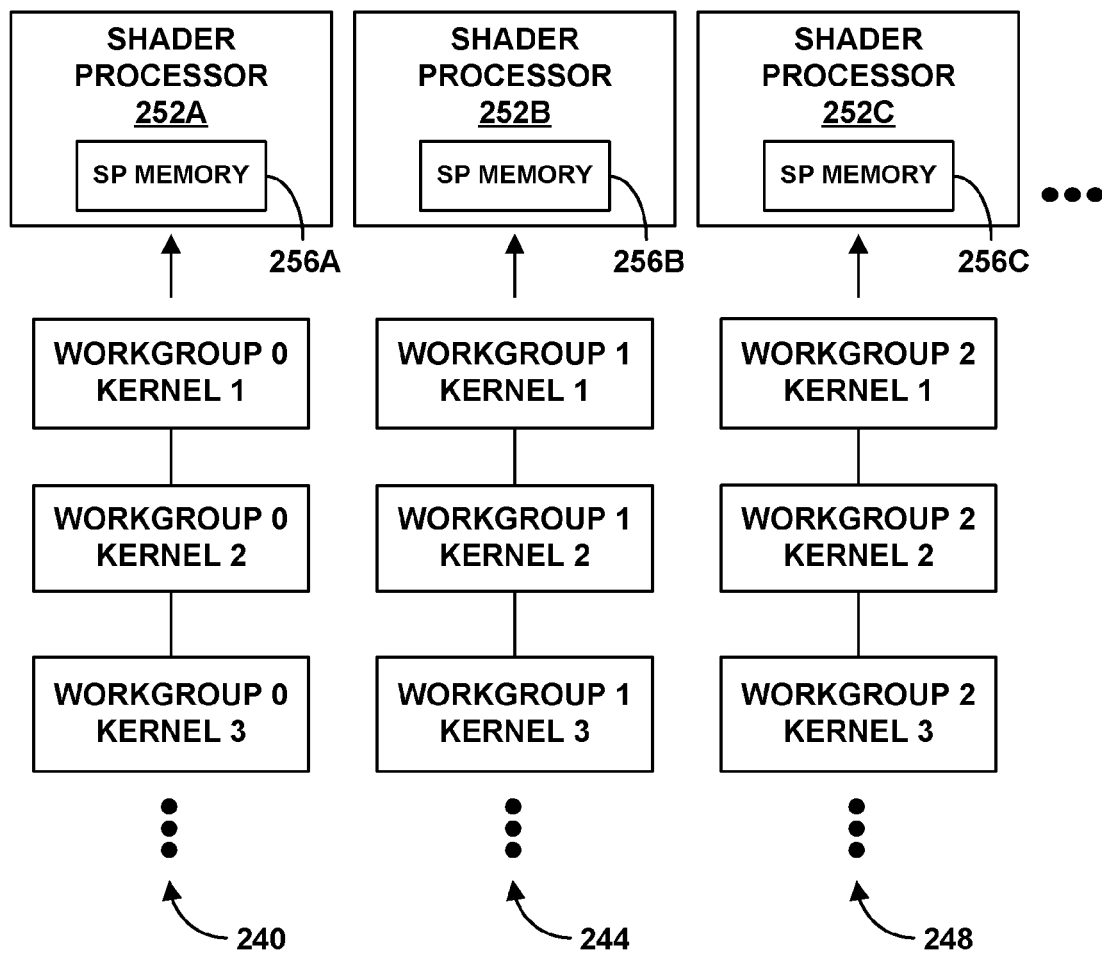 SHADER
PROCESSOR
252A
SP MEMORY
256A
SHADER
PROCESSOR
252B
SP MEMORY
256B
SHADER
PROCESSOR
252C
SP MEMORY
256C
WORKGROUP 0
KERNEL 1
WORKGROUP 1
KERNEL 1
WORKGROUP 2
KERNEL 1
WORKGROUP 0
KERNEL 2
WORKGROUP 1
KERNEL 2
WORKGROUP 2
KERNEL 2
WORKGROUP 0
KERNEL 3
WORKGROUP 1
KERNEL 3
WORKGROUP 2
KERNEL 3
240
244
248